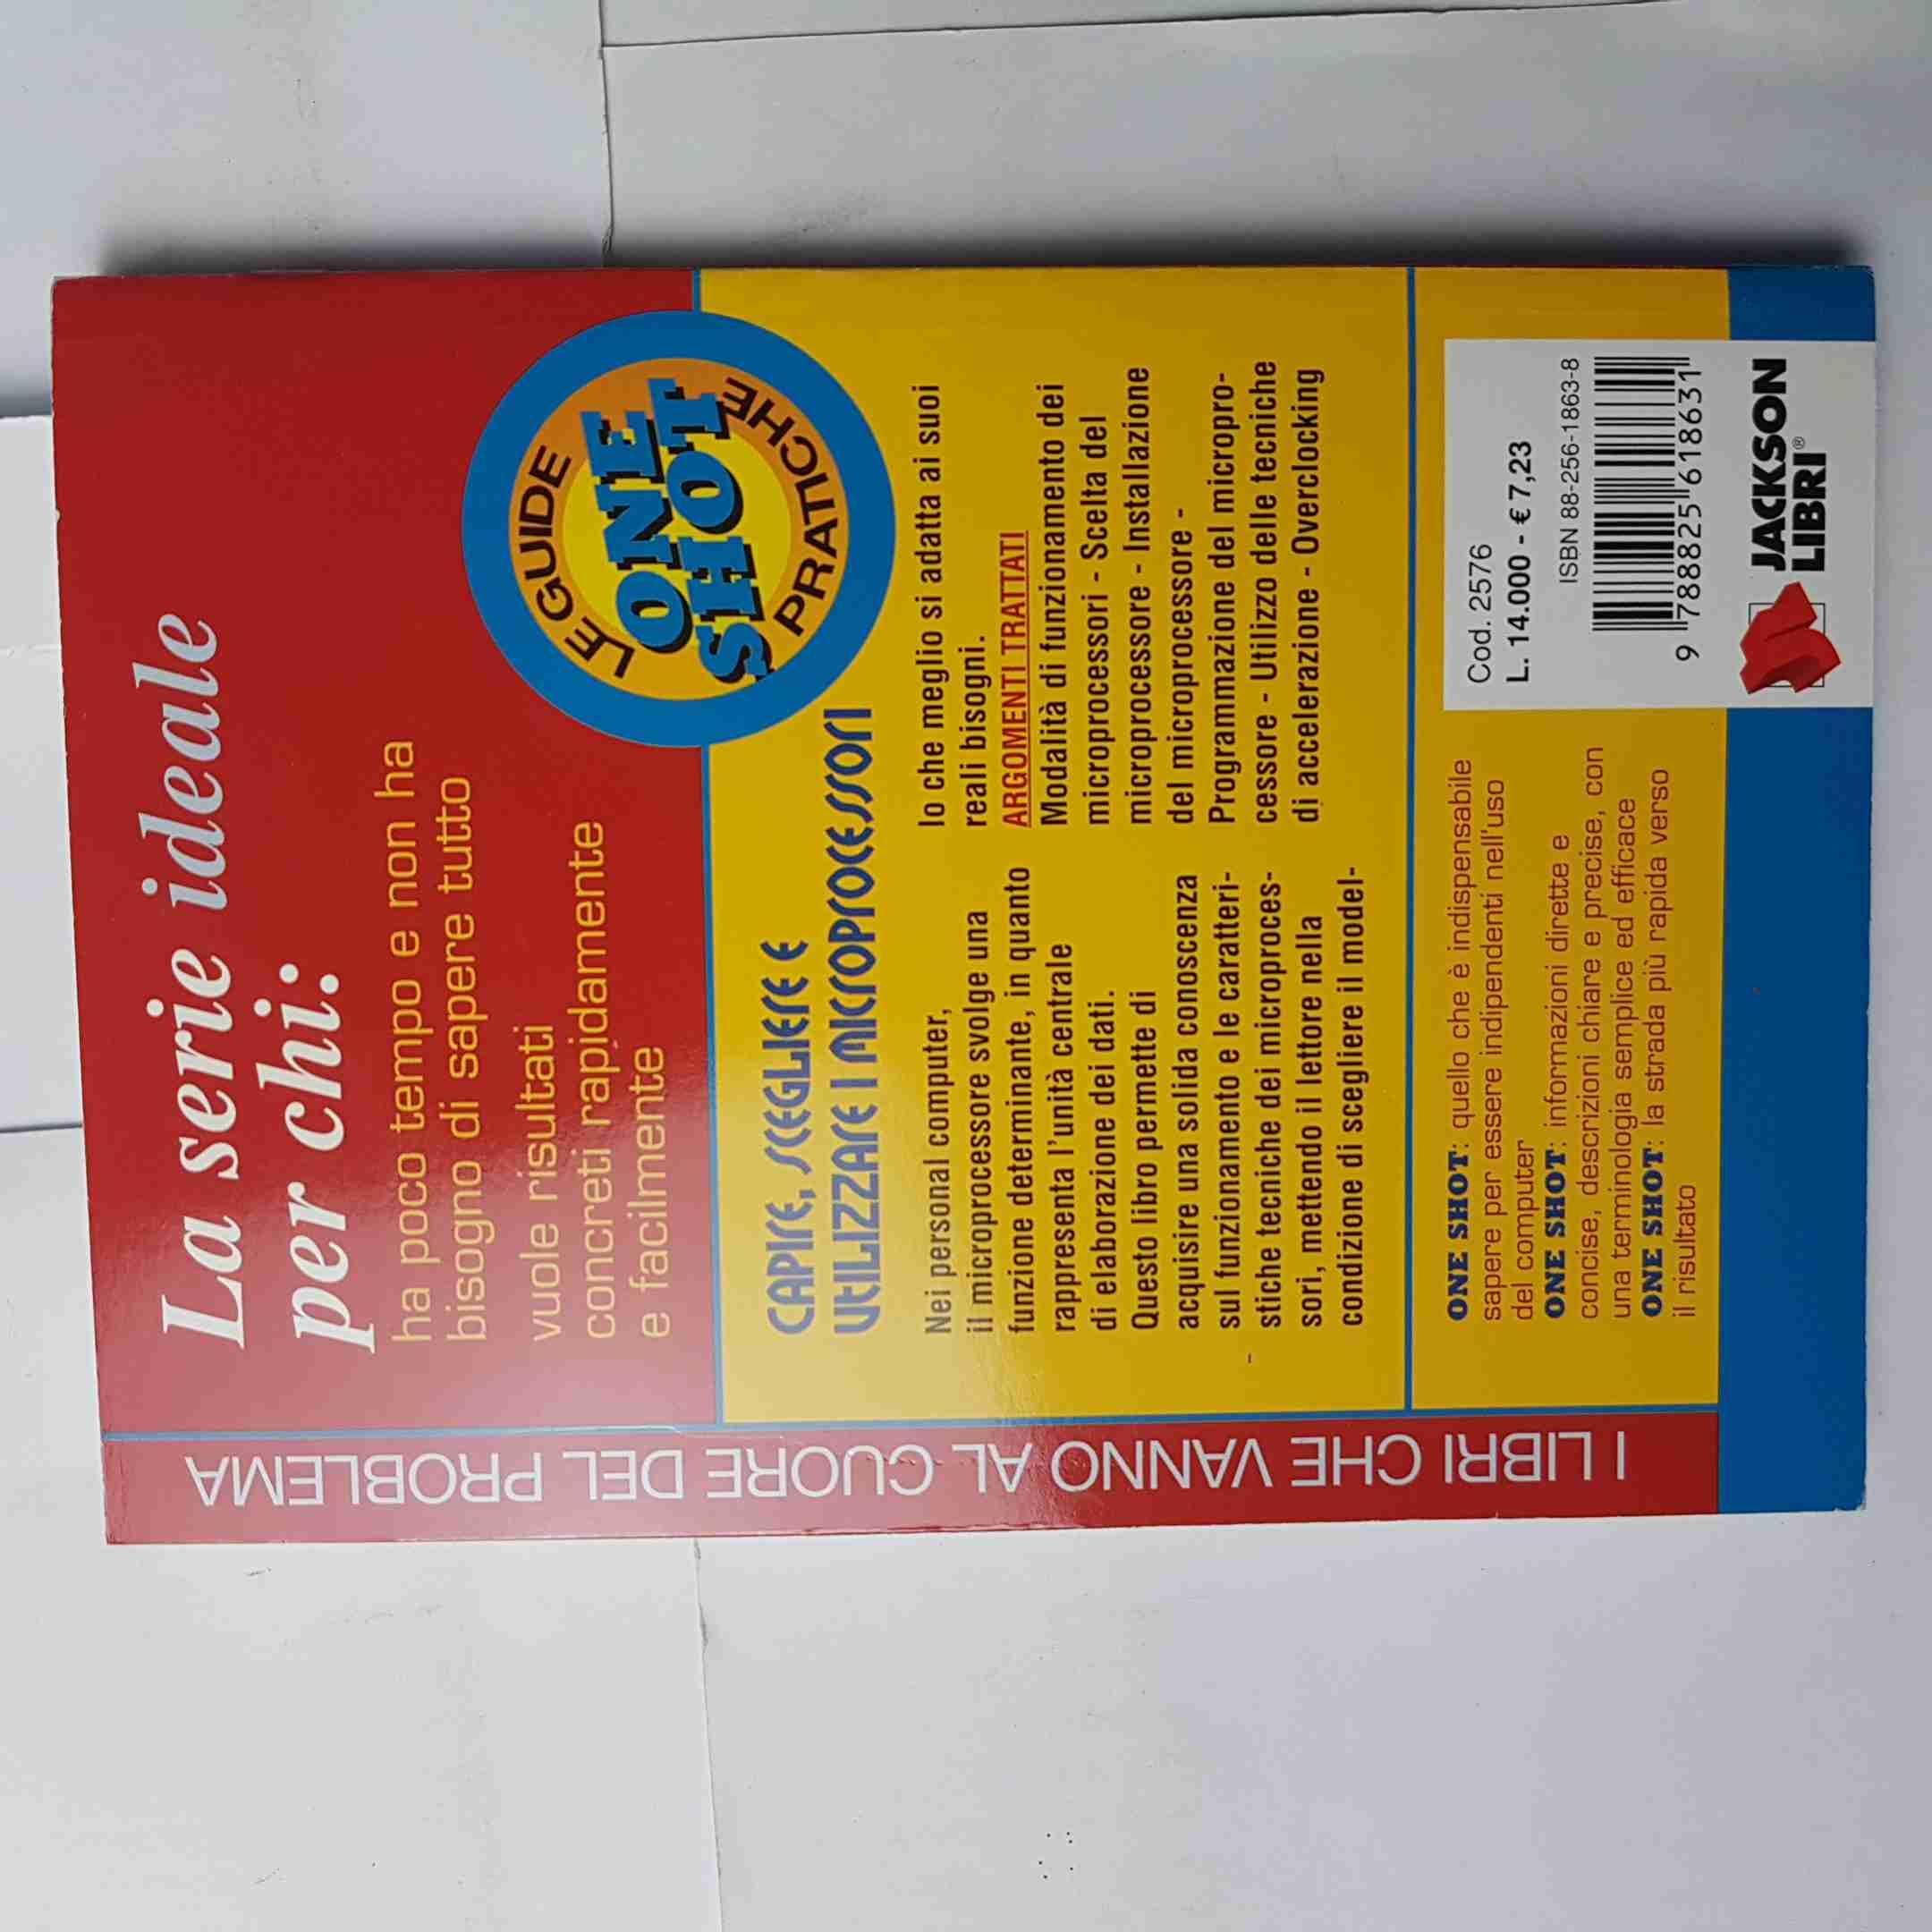 La serie ideale
per chi:
ha poco tempo e non ha
bisogno di sapere tutto
vuole risultati
concreti rapidamente
e facilmente
LE GUIDE
ONE
SHOT
PRATICHE
CAPIRE, SCEGLIERE E
UTILIZZARE I MICROPROCESSORI
Nei personal computer,
il microprocessore svolge una
funzione determinante, in quanto
rappresenta l'unità centrale
di elaborazione dei dati.
Questo libro permette di
acquisire una solida conoscenza
sul funzionamento e le caratteri-
stiche tecniche dei microproces-
sori, mettendo il lettore nella
condizione di scegliere il model-
lo che meglio si adatta ai suoi
reali bisogni.
ARGOMENTI TRATTATI
Modalità di funzionamento dei
microprocessori - Scelta del
microprocessore - Installazione
del microprocessore -
Programmazione del micropro-
cessore - Utilizzo delle tecniche
di accelerazione - Overclocking
ONE SHOT: quello che è indispensabile
sapere per essere indipendenti nell'uso
del computer
ONE SHOT: informazioni dirette e
concise, descrizioni chiare e precise, con
una terminologia semplice ed efficace
ONE SHOT: la strada più rapida verso
il risultato
Cod. 2576
L. 14.000 - € 7,23
ISBN 88-256-1863-8
9 788825 618631
JACKSON
LIBRI®
I LIBRI CHE VANNO AL CUORE DEL PROBLEMA